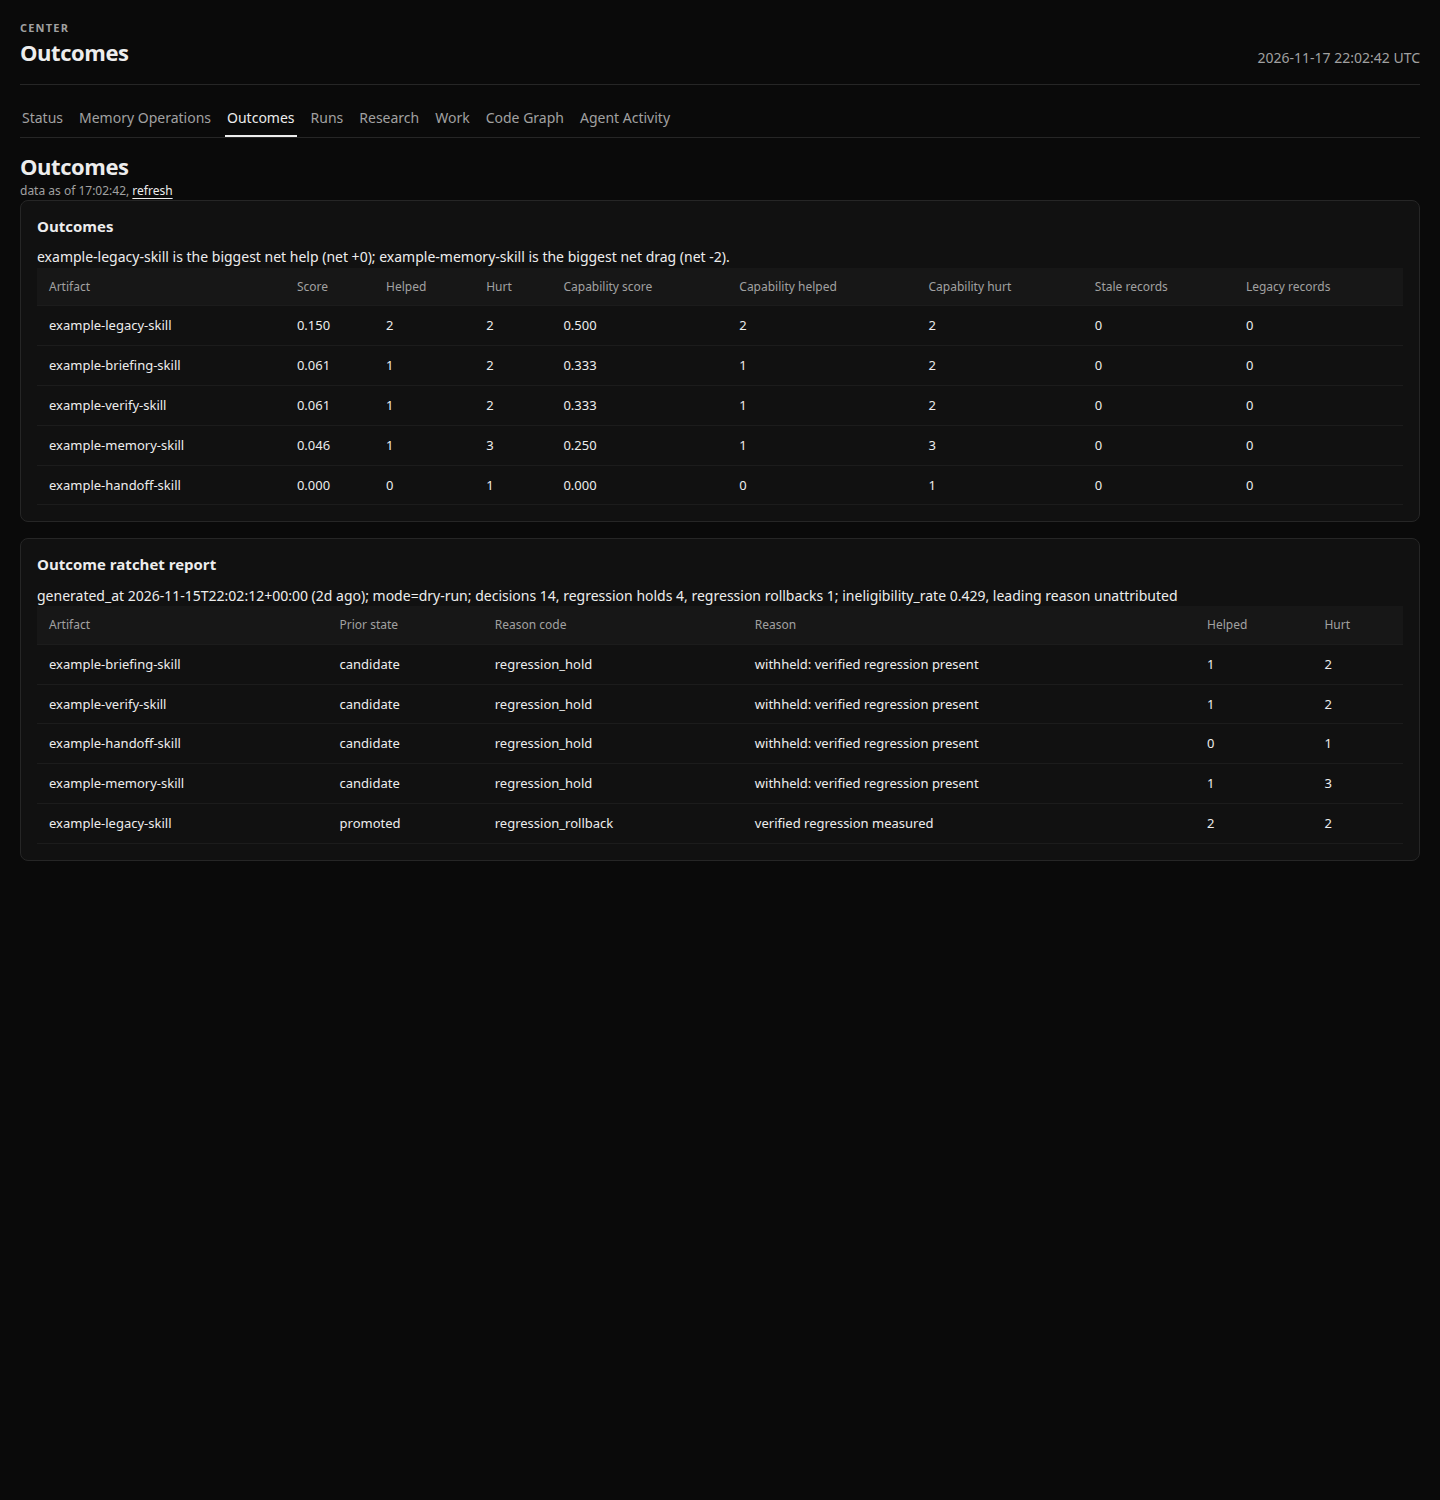 CENTER
Outcomes
2026-11-17 22:02:42 UTC
Status Memory Operations Outcomes Runs Research Work Code Graph Agent Activity
Outcomes
data as of 17:02:42, refresh
Outcomes
example-legacy-skill is the biggest net help (net +0); example-memory-skill is the biggest net drag (net -2).
Artifact Score Helped Hurt Capability score Capability helped Capability hurt Stale records Legacy records
example-legacy-skill 0.150 2 2 0.500 2 2 0 0
example-briefing-skill 0.061 1 2 0.333 1 2 0 0
example-verify-skill 0.061 1 2 0.333 1 2 0 0
example-memory-skill 0.046 1 3 0.250 1 3 0 0
example-handoff-skill 0.000 0 1 0.000 0 1 0 0
Outcome ratchet report
generated_at 2026-11-15T22:02:12+00:00 (2d ago); mode=dry-run; decisions 14, regression holds 4, regression rollbacks 1; ineligibility_rate 0.429, leading reason unattributed
Artifact Prior state Reason code Reason Helped Hurt
example-briefing-skill candidate regression_hold withheld: verified regression present 1 2
example-verify-skill candidate regression_hold withheld: verified regression present 1 2
example-handoff-skill candidate regression_hold withheld: verified regression present 0 1
example-memory-skill candidate regression_hold withheld: verified regression present 1 3
example-legacy-skill promoted regression_rollback verified regression measured 2 2